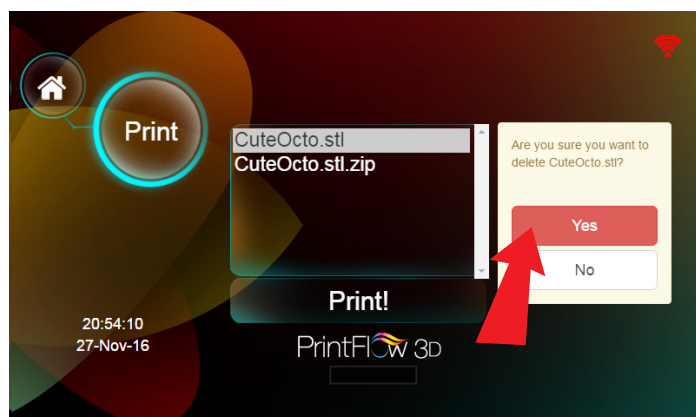 Print
CuteOcto.stl
CuteOcto.stl.zip
Are you sure you want to
delete CuteOcto.stl?
Yes
No
Print!
20:54:10
27-Nov-16
PrintFlow 3D